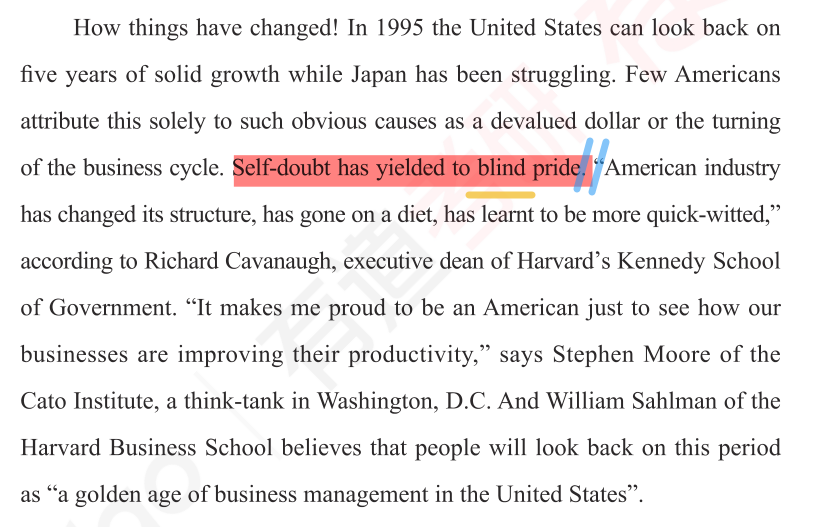 How things have changed! In 1995 the United States can look back on
five years of solid growth while Japan has been struggling. Few Americans
attribute this solely to such obvious causes as a devalued dollar or the turning
of the business cycle. Self-doubt has yielded to blind pride. “American industry
has changed its structure, has gone on a diet, has learnt to be more quick-witted,”
according to Richard Cavanaugh, executive dean of Harvard’s Kennedy School
of Government. “It makes me proud to be an American just to see how our
businesses are improving their productivity,” says Stephen Moore of the
Cato Institute, a think-tank in Washington, D.C. And William Sahlman of the
Harvard Business School believes that people will look back on this period
as “a golden age of business management in the United States”.
有道考研